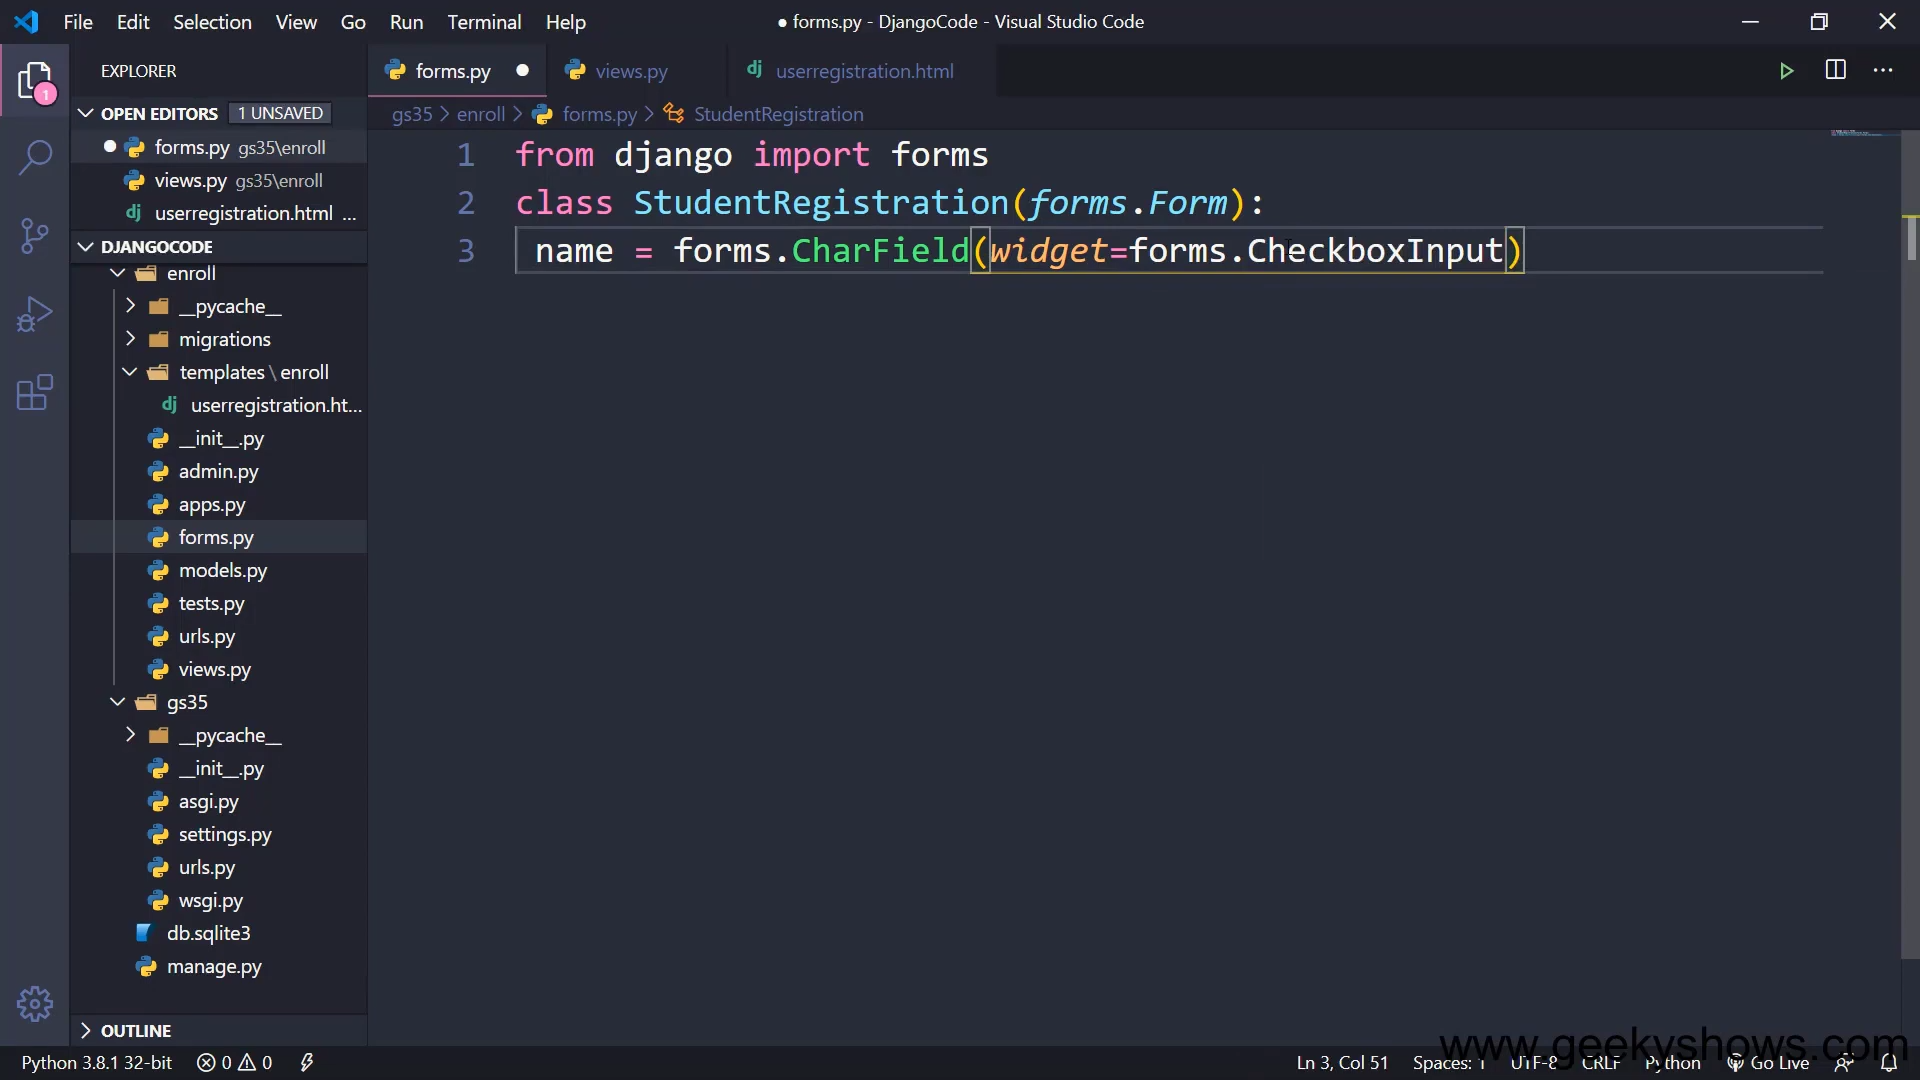 File Edit Selection View Go Run Terminal Help
● forms.py - DjangoCode - Visual Studio Code
EXPLORER
1
OPEN EDITORS 1 UNSAVED
forms.py gs35\enroll
views.py gs35\enroll
userregistration.html ...
DJANGOCODE
enroll
__pycache__
migrations
templates\enroll
userregistration.ht...
__init__.py
admin.py
apps.py
forms.py
models.py
tests.py
urls.py
views.py
gs35
__pycache__
__init__.py
asgi.py
settings.py
urls.py
wsgi.py
db.sqlite3
manage.py
OUTLINE
forms.py views.py userregistration.html
gs35 > enroll > forms.py > StudentRegistration
1 from django import forms
2 class StudentRegistration(forms.Form):
3 name = forms.CharField(widget=forms.CheckboxInput)
www.geekyshows.com
Python 3.8.1 32-bit 0 0 Ln 3, Col 51 Spaces: 1 UTF-8 CRLF Python Go Live